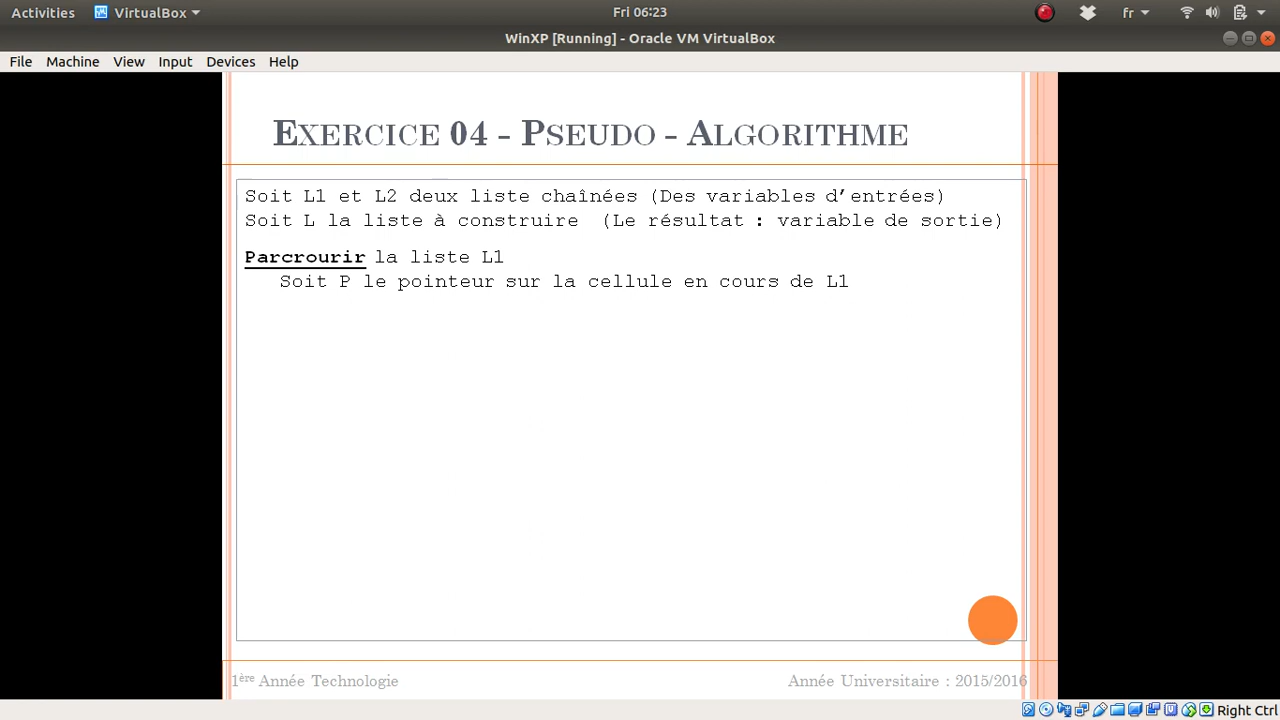 Activities VirtualBox Fri 06:23 fr
WinXP [Running] - Oracle VM VirtualBox
File Machine View Input Devices Help
EXERCICE 04 - PSEUDO - ALGORITHME
Soit L1 et L2 deux liste chaînées (Des variables d’entrées)
Soit L la liste à construire (Le résultat : variable de sortie)
Parcrourir la liste L1
Soit P le pointeur sur la cellule en cours de L1
1ère Année Technologie Année Universitaire : 2015/2016
Right Ctrl